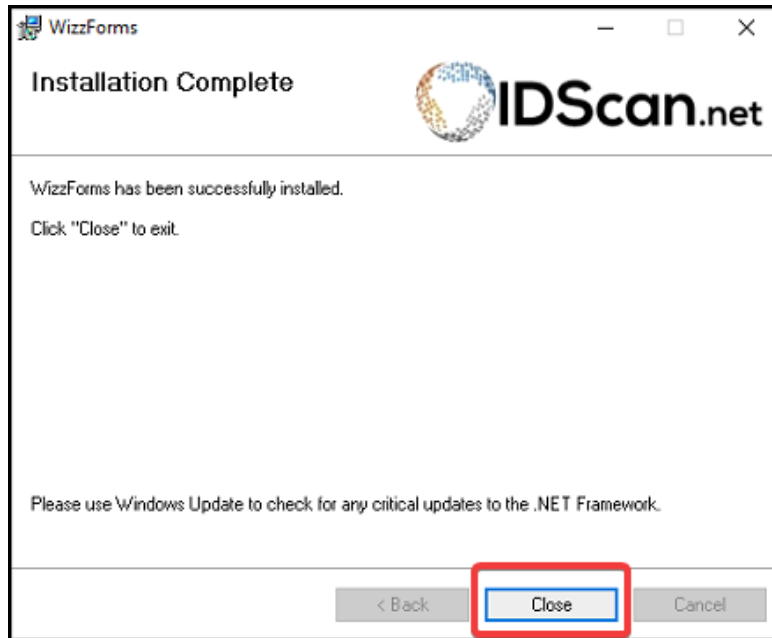 WizzForms
Installation Complete
IDScan.net
WizzForms has been successfully installed.
Click "Close" to exit.
Please use Windows Update to check for any critical updates to the .NET Framework.
< Back Close Cancel